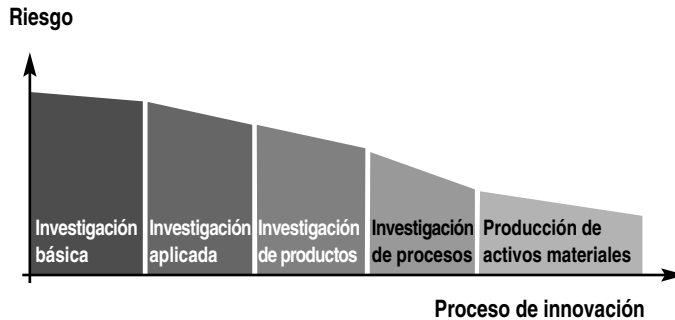 Riesgo
Investigación
básica
Investigación
aplicada
Investigación
de productos
Investigación
de procesos
Producción de
activos materiales
Proceso de innovación